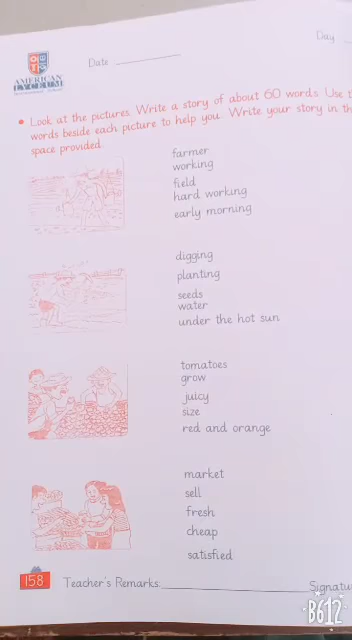 Day
Date
AMERICAN
LYCEUM
Look at the pictures. Write a story of about 60 words. Use
words beside each picture to help you. Write your story in
space provided.
farmer
working
field
hard working
early morning
digging
planting
seeds
water
under the hot sun
tomatoes
grow
juicy
size
red and orange
market
sell
fresh
cheap
satisfied
158
Teacher's Remarks:
Signatu
B612